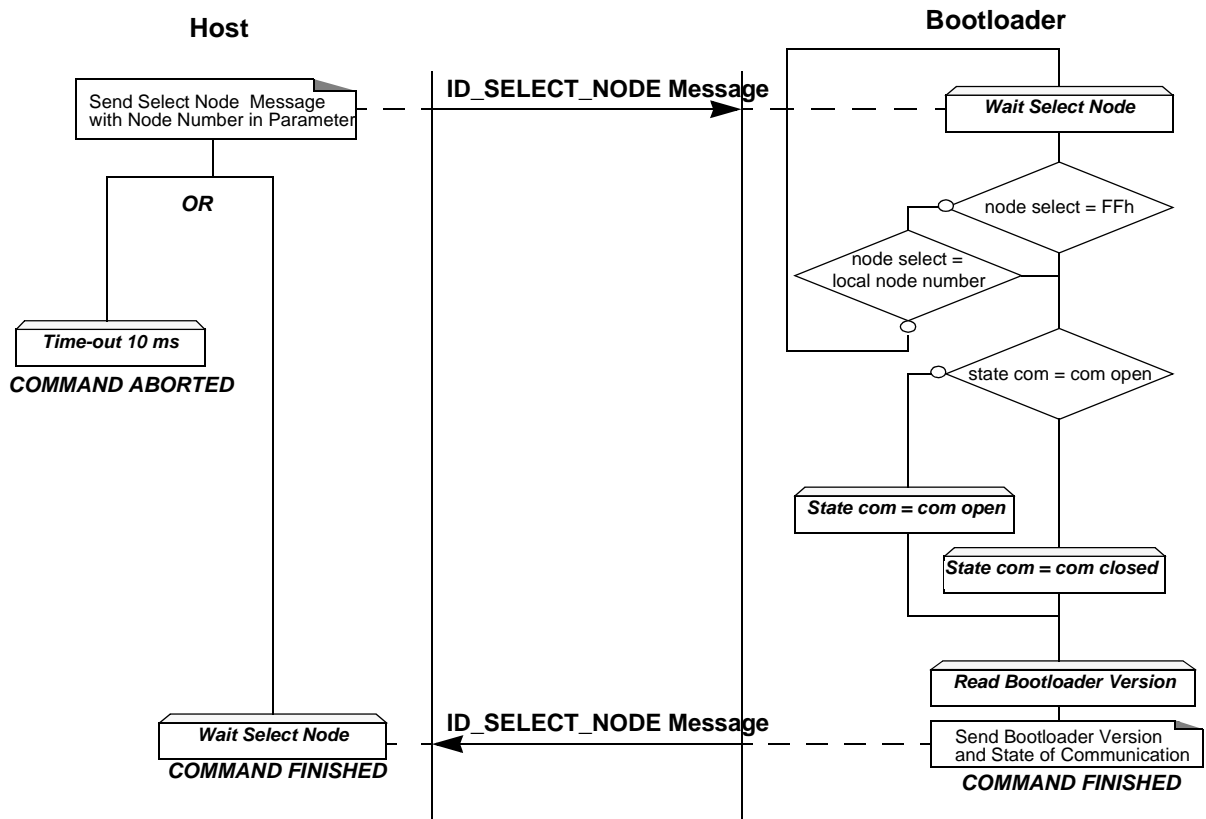 Host
Bootloader
Send Select Node Message
with Node Number in Parameter
ID_SELECT_NODE Message
Wait Select Node
OR
node select = FFh
node select =
local node number
Time-out 10 ms
COMMAND ABORTED
state com = com open
State com = com open
State com = com closed
Read Bootloader Version
Wait Select Node
COMMAND FINISHED
ID_SELECT_NODE Message
Send Bootloader Version
and State of Communication
COMMAND FINISHED